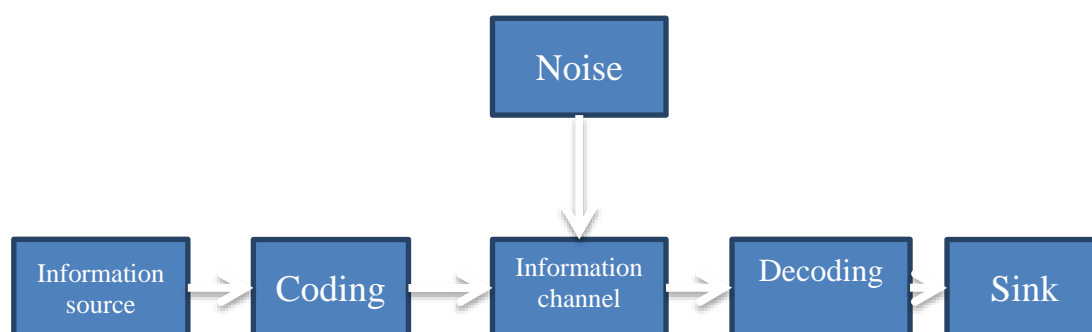 Noise
Information
source
Coding
Information
channel
Decoding
Sink